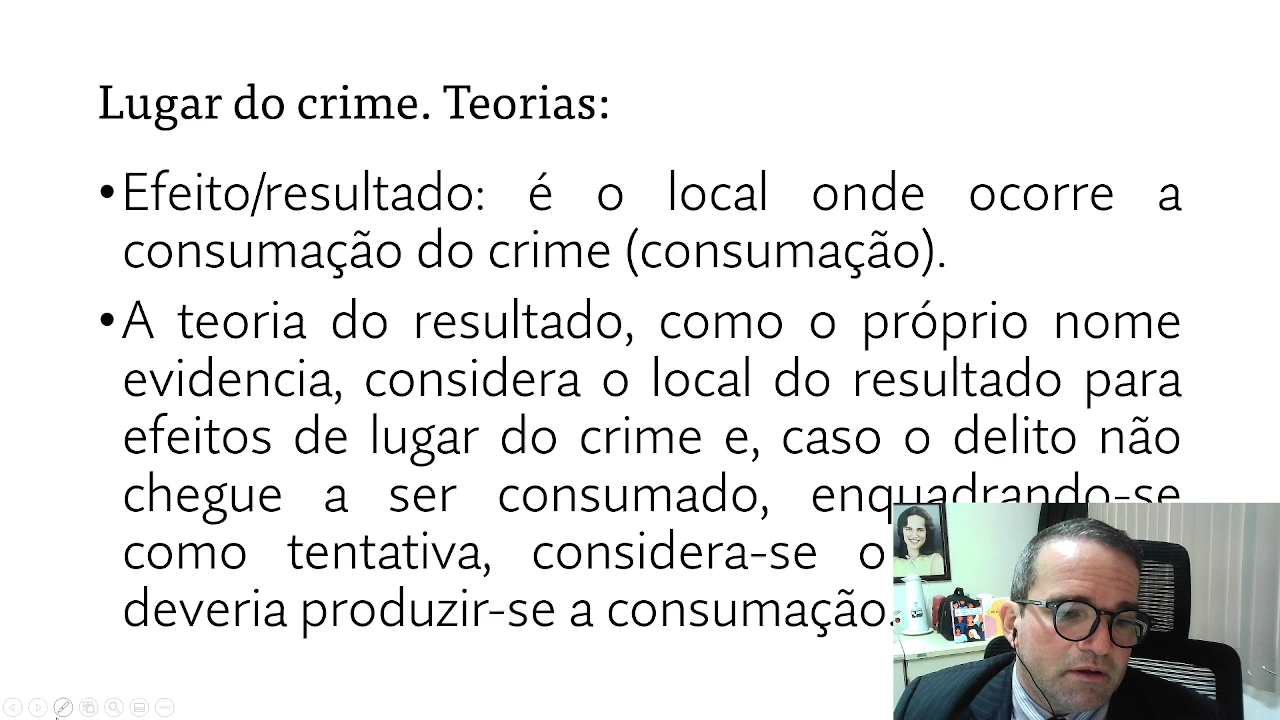 Lugar do crime. Teorias:
•Efeito/resultado: é o local onde ocorre a
consumação do crime (consumação).
•A teoria do resultado, como o próprio nome
evidencia, considera o local do resultado para
efeitos de lugar do crime e, caso o delito não
chegue a ser consumado, enquadrando-se
como tentativa, considera-se o
deveria produzir-se a consumação.